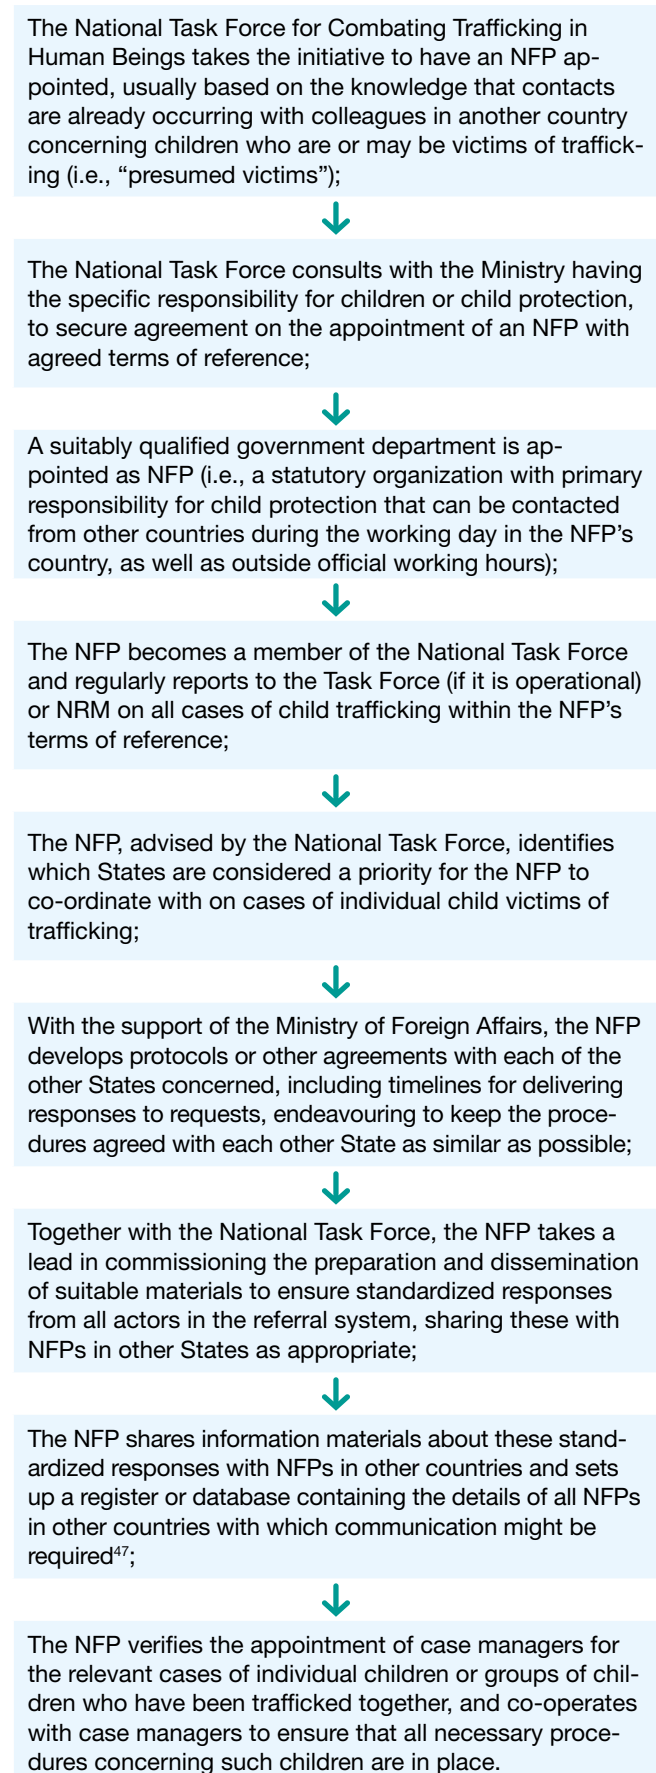 The National Task Force for Combating Trafficking in
Human Beings takes the initiative to have an NFP ap-
pointed, usually based on the knowledge that contacts
are already occurring with colleagues in another country
concerning children who are or may be victims of traffick-
ing (i.e., “presumed victims”);
The National Task Force consults with the Ministry having
the specific responsibility for children or child protection,
to secure agreement on the appointment of an NFP with
agreed terms of reference;
A suitably qualified government department is ap-
pointed as NFP (i.e., a statutory organization with primary
responsibility for child protection that can be contacted
from other countries during the working day in the NFP’s
country, as well as outside official working hours);
The NFP becomes a member of the National Task Force
and regularly reports to the Task Force (if it is operational)
or NRM on all cases of child trafficking within the NFP’s
terms of reference;
The NFP, advised by the National Task Force, identifies
which States are considered a priority for the NFP to
co-ordinate with on cases of individual child victims of
trafficking;
With the support of the Ministry of Foreign Affairs, the NFP
develops protocols or other agreements with each of the
other States concerned, including timelines for delivering
responses to requests, endeavouring to keep the proce-
dures agreed with each other State as similar as possible;
Together with the National Task Force, the NFP takes a
lead in commissioning the preparation and dissemination
of suitable materials to ensure standardized responses
from all actors in the referral system, sharing these with
NFPs in other States as appropriate;
The NFP shares information materials about these stand-
ardized responses with NFPs in other countries and sets
up a register or database containing the details of all NFPs
in other countries with which communication might be
required⁴⁷;
The NFP verifies the appointment of case managers for
the relevant cases of individual children or groups of chil-
dren who have been trafficked together, and co-operates
with case managers to ensure that all necessary proce-
dures concerning such children are in place.